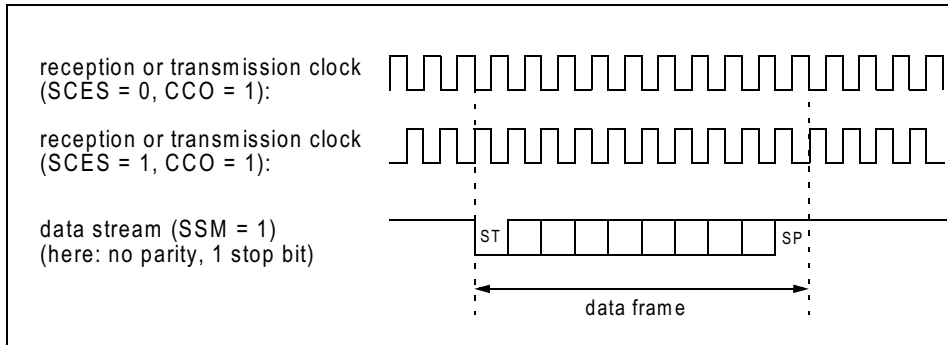 reception or transmission clock
(SCES = 0, CCO = 1):
reception or transmission clock
(SCES = 1, CCO = 1):
data stream (SSM = 1)
(here: no parity, 1 stop bit)
ST
SP
data frame